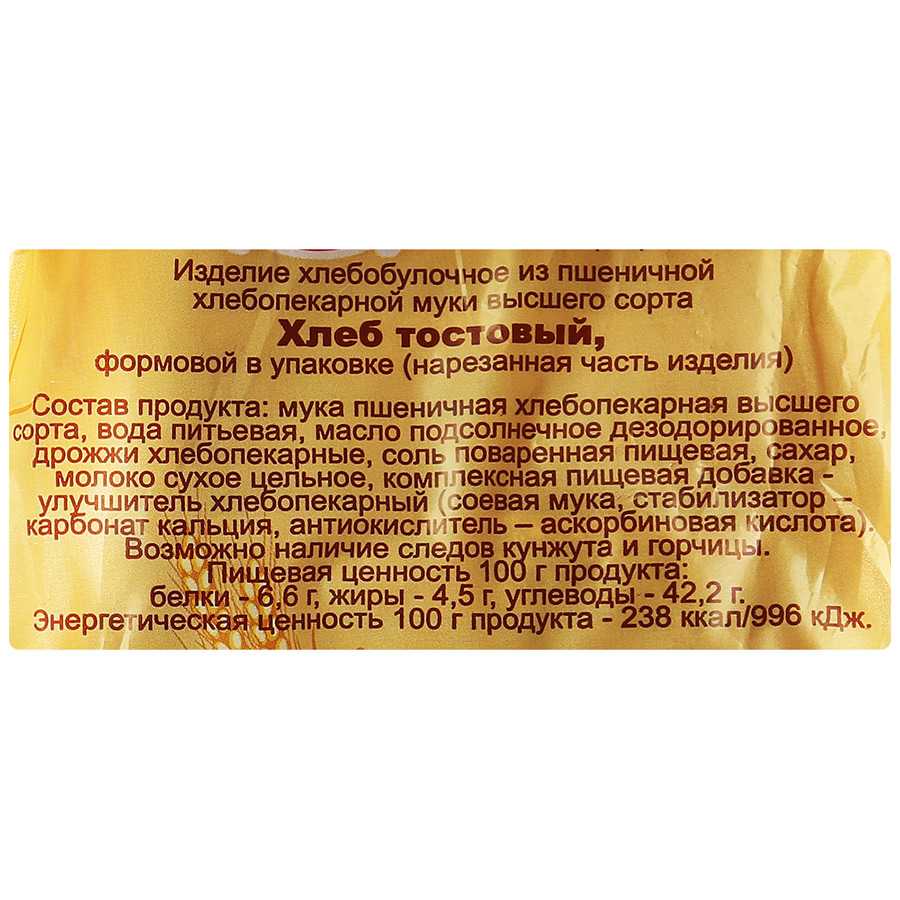 Изделие хлебобулочное из пшеничной
хлебопекарной муки высшего сорта
Хлеб тостовый,
формовой в упаковке (нарезанная часть изделия)
Состав продукта: мука пшеничная хлебопекарная высшего
сорта, вода питьевая, масло подсолнечное дезодорированное,
дрожжи хлебопекарные, соль поваренная пищевая, сахар,
молоко сухое цельное, комплексная пищевая добавка -
улучшитель хлебопекарный (соевая мука, стабилизатор –
карбонат кальция, антиокислитель – аскорбиновая кислота).
Возможно наличие следов кунжута и горчицы.
Пищевая ценность 100 г продукта:
белки - 6,6 г, жиры - 4,5 г, углеводы - 42,2 г.
Энергетическая ценность 100 г продукта - 238 ккал/996 кДж.